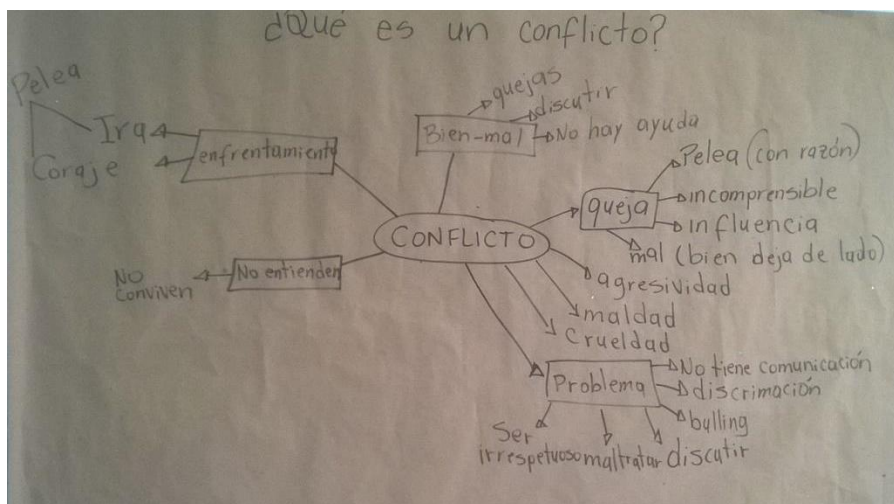 ¿Qué es un conflicto?
Pelea
Ira
Coraje
enfrentamiento
Bien-mal
quejas
discutir
No hay ayuda
CONFLICTO
queja
Pelea (con razón)
incomprensible
influencia
mal (bien deja de lado)
No entienden
No
conviven
agresividad
maldad
crueldad
Problema
No tiene comunicación
discrimación
bulling
Ser
irrespetuoso
maltratar
discutir